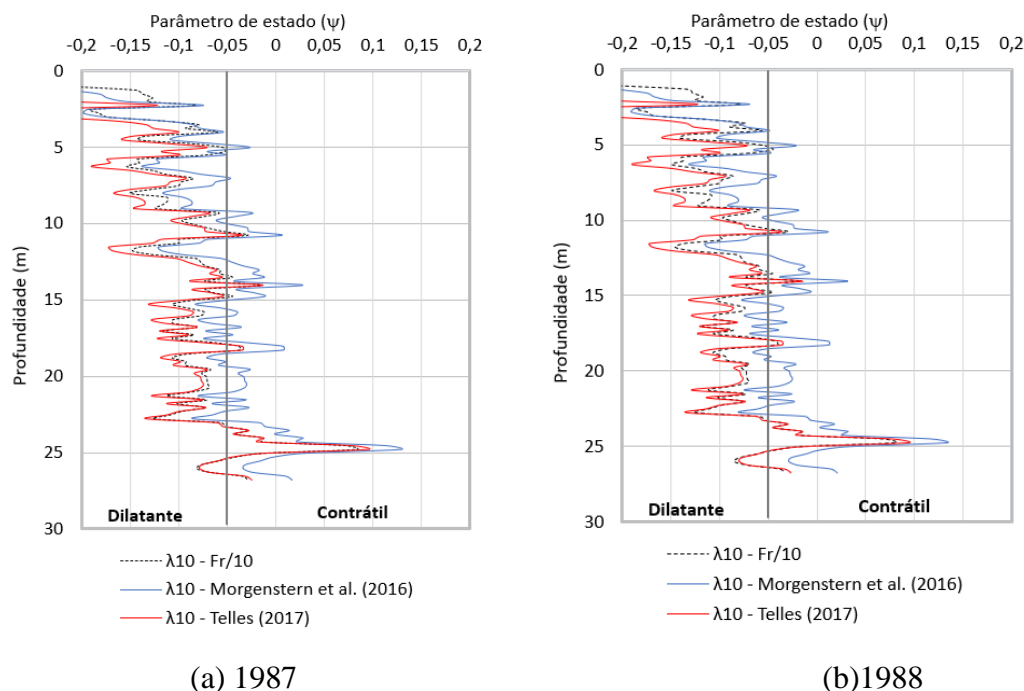 Parâmetro de estado (ψ)
-0,2 -0,15 -0,1 -0,05 0 0,05 0,1 0,15 0,2
0
5
10
15
20
25
30
Profundidade (m)
Dilatante Contrátil
λ10 - Fr/10
λ10 - Morgenstern et al. (2016)
λ10 - Telles (2017)
(a) 1987
Parâmetro de estado (ψ)
-0,2 -0,15 -0,1 -0,05 0 0,05 0,1 0,15 0,2
0
5
10
15
20
25
30
Profundidade (m)
Dilatante Contrátil
λ10 - Fr/10
λ10 - Morgenstern et al. (2016)
λ10 - Telles (2017)
(b)1988